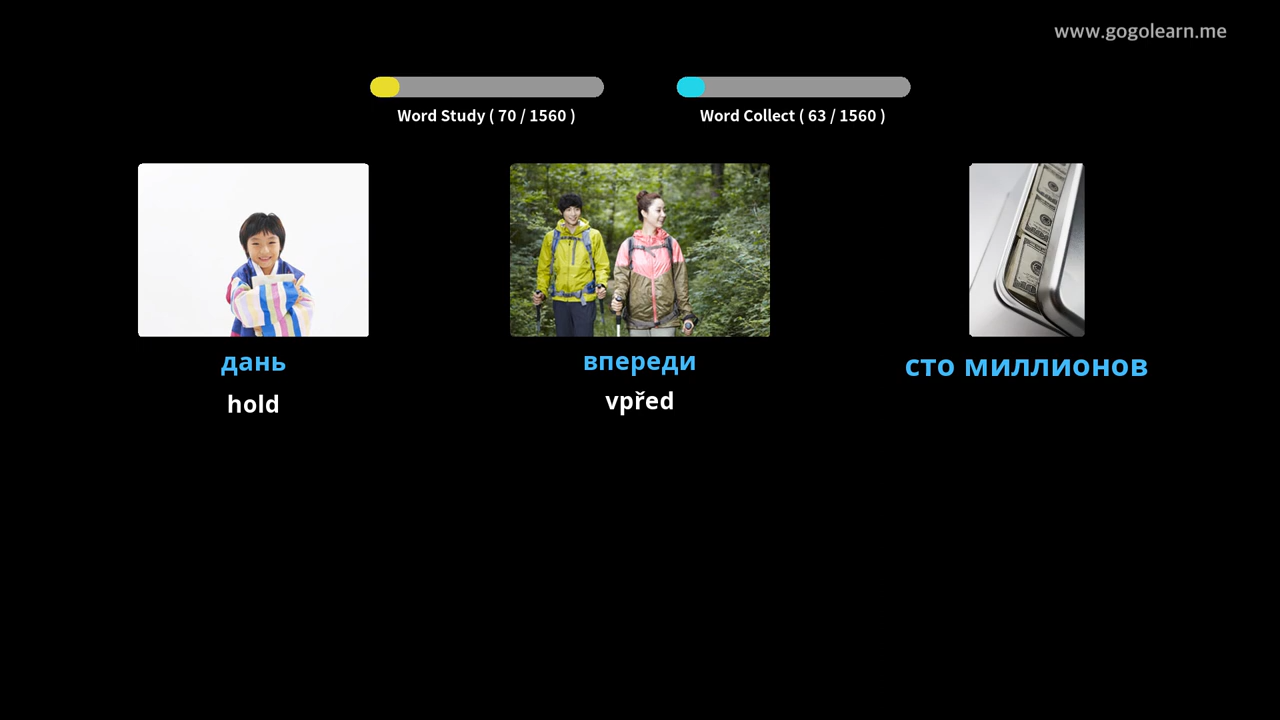 www.gogolearn.me
Word Study ( 70 / 1560 )
Word Collect ( 63 / 1560 )
дань
hold
впереди
vpřed
сто миллионов